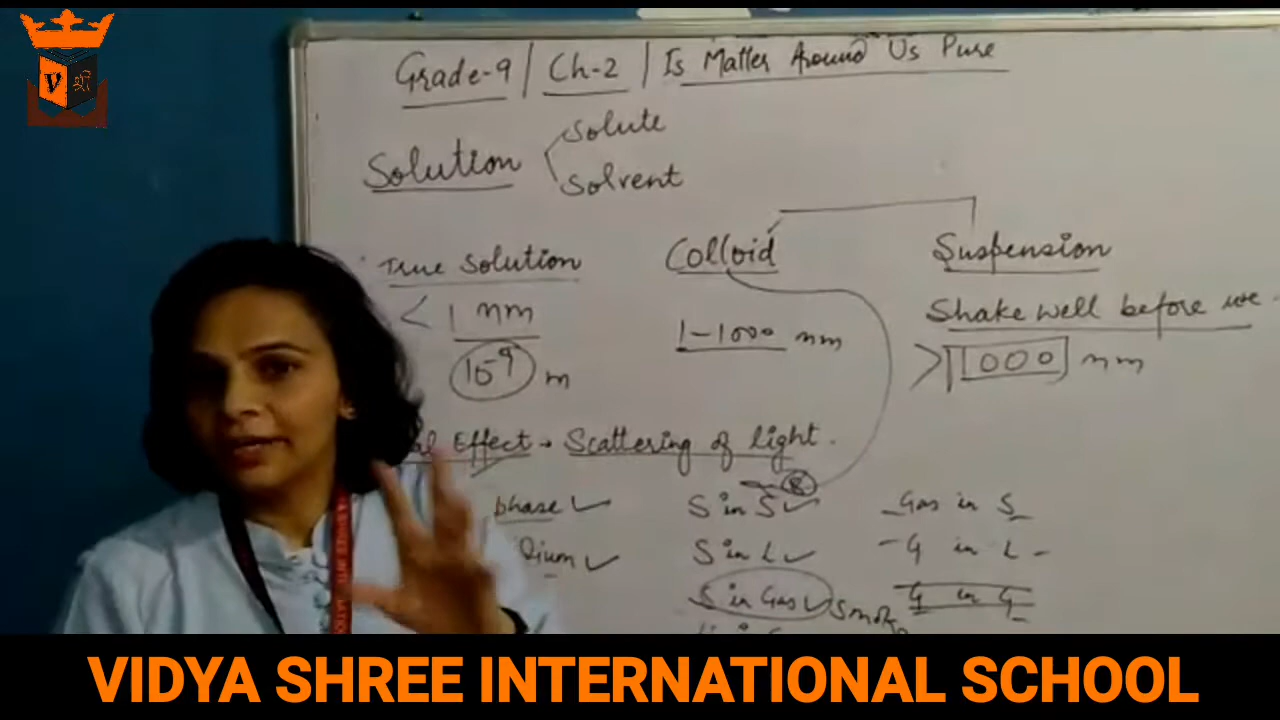 Grade-9 | Ch-2 | Is Matter Around Us Pure
Solution
Solute
Solvent
True Solution
< 1 nm
10-9 m
Colloid
1-1000 nm
Suspension
Shake well before use.
> 1000 nm
Effect → Scattering of light.
phase ✓
dium ✓
S in S ✓
S in L ✓
S in Gas ✓ Smoke
Gas in S
- G in L -
G in G
V
VIDYA SHREE INTERNATIONAL SCHOOL